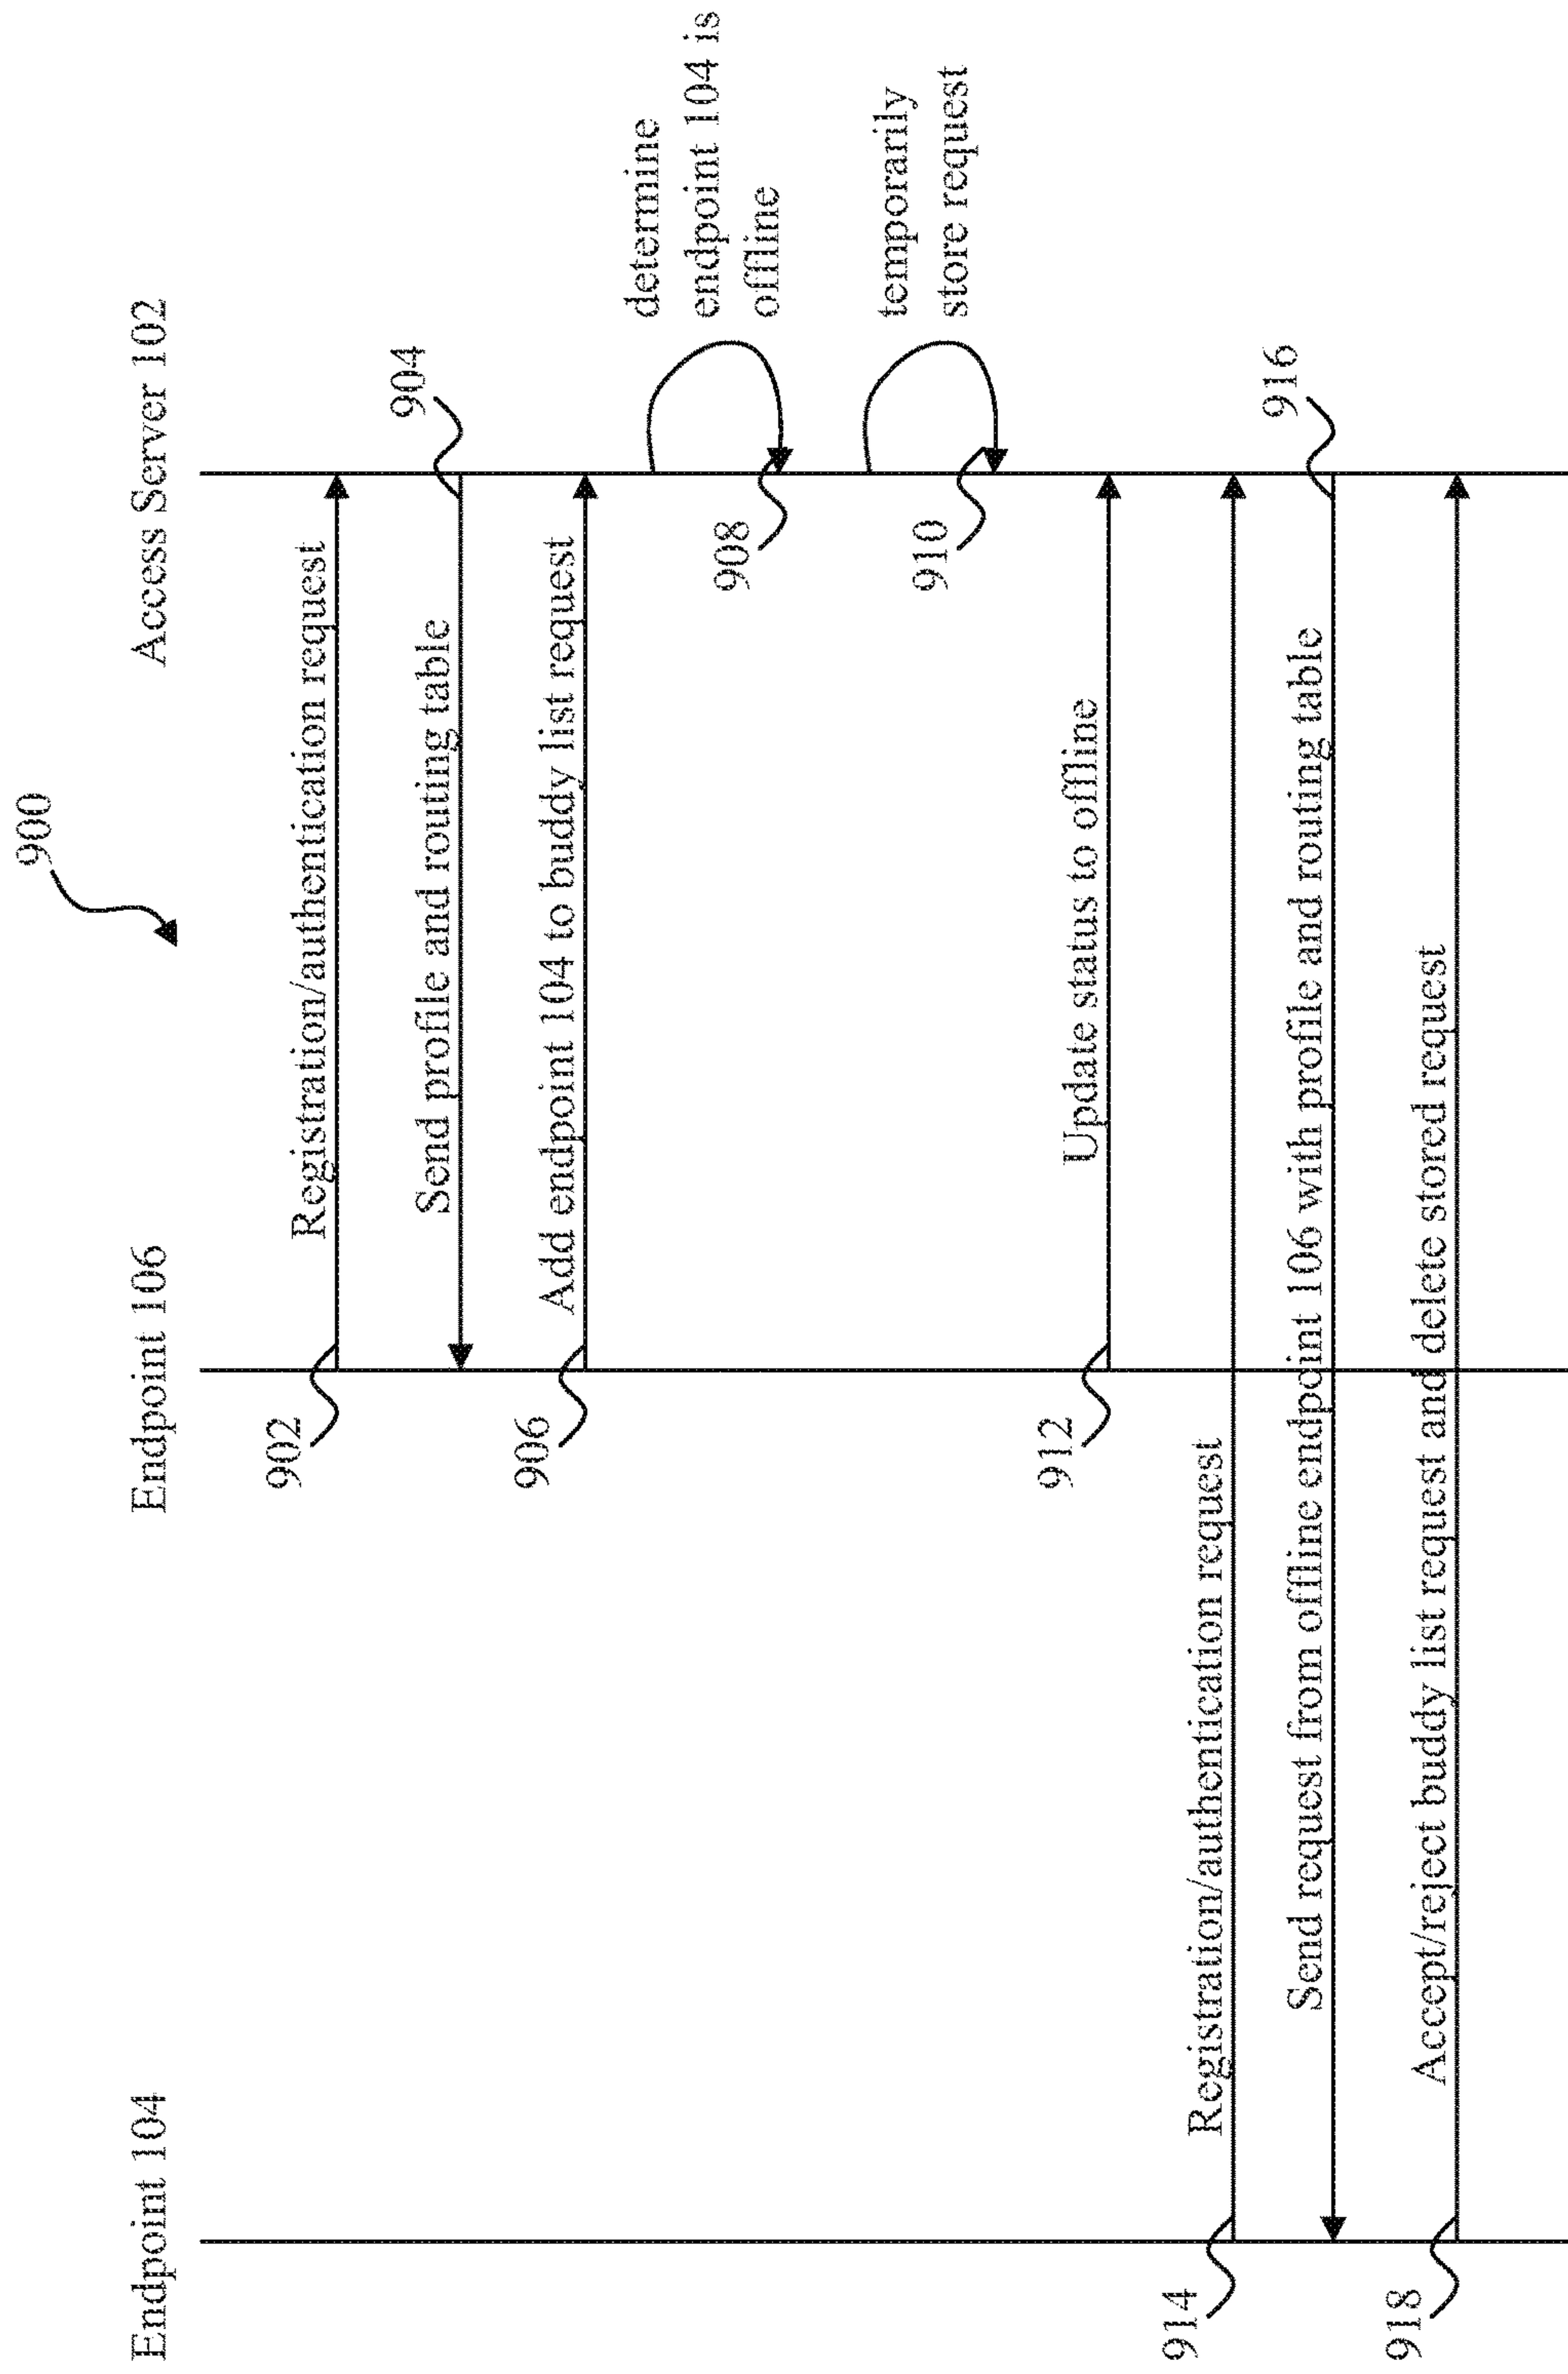 900
Endpoint 104
Endpoint 106
Access Server 102
902
Registration/authentication request
904
Send profile and routing table
906
Add endpoint 104 to buddy list request
determine
endpoint 104 is
offline
908
temporarily
store request
910
912
Update status to offline
914
Registration/authentication request
916
Send request from offline endpoint 106 with profile and routing table
918
Accept/reject buddy list request and delete stored request